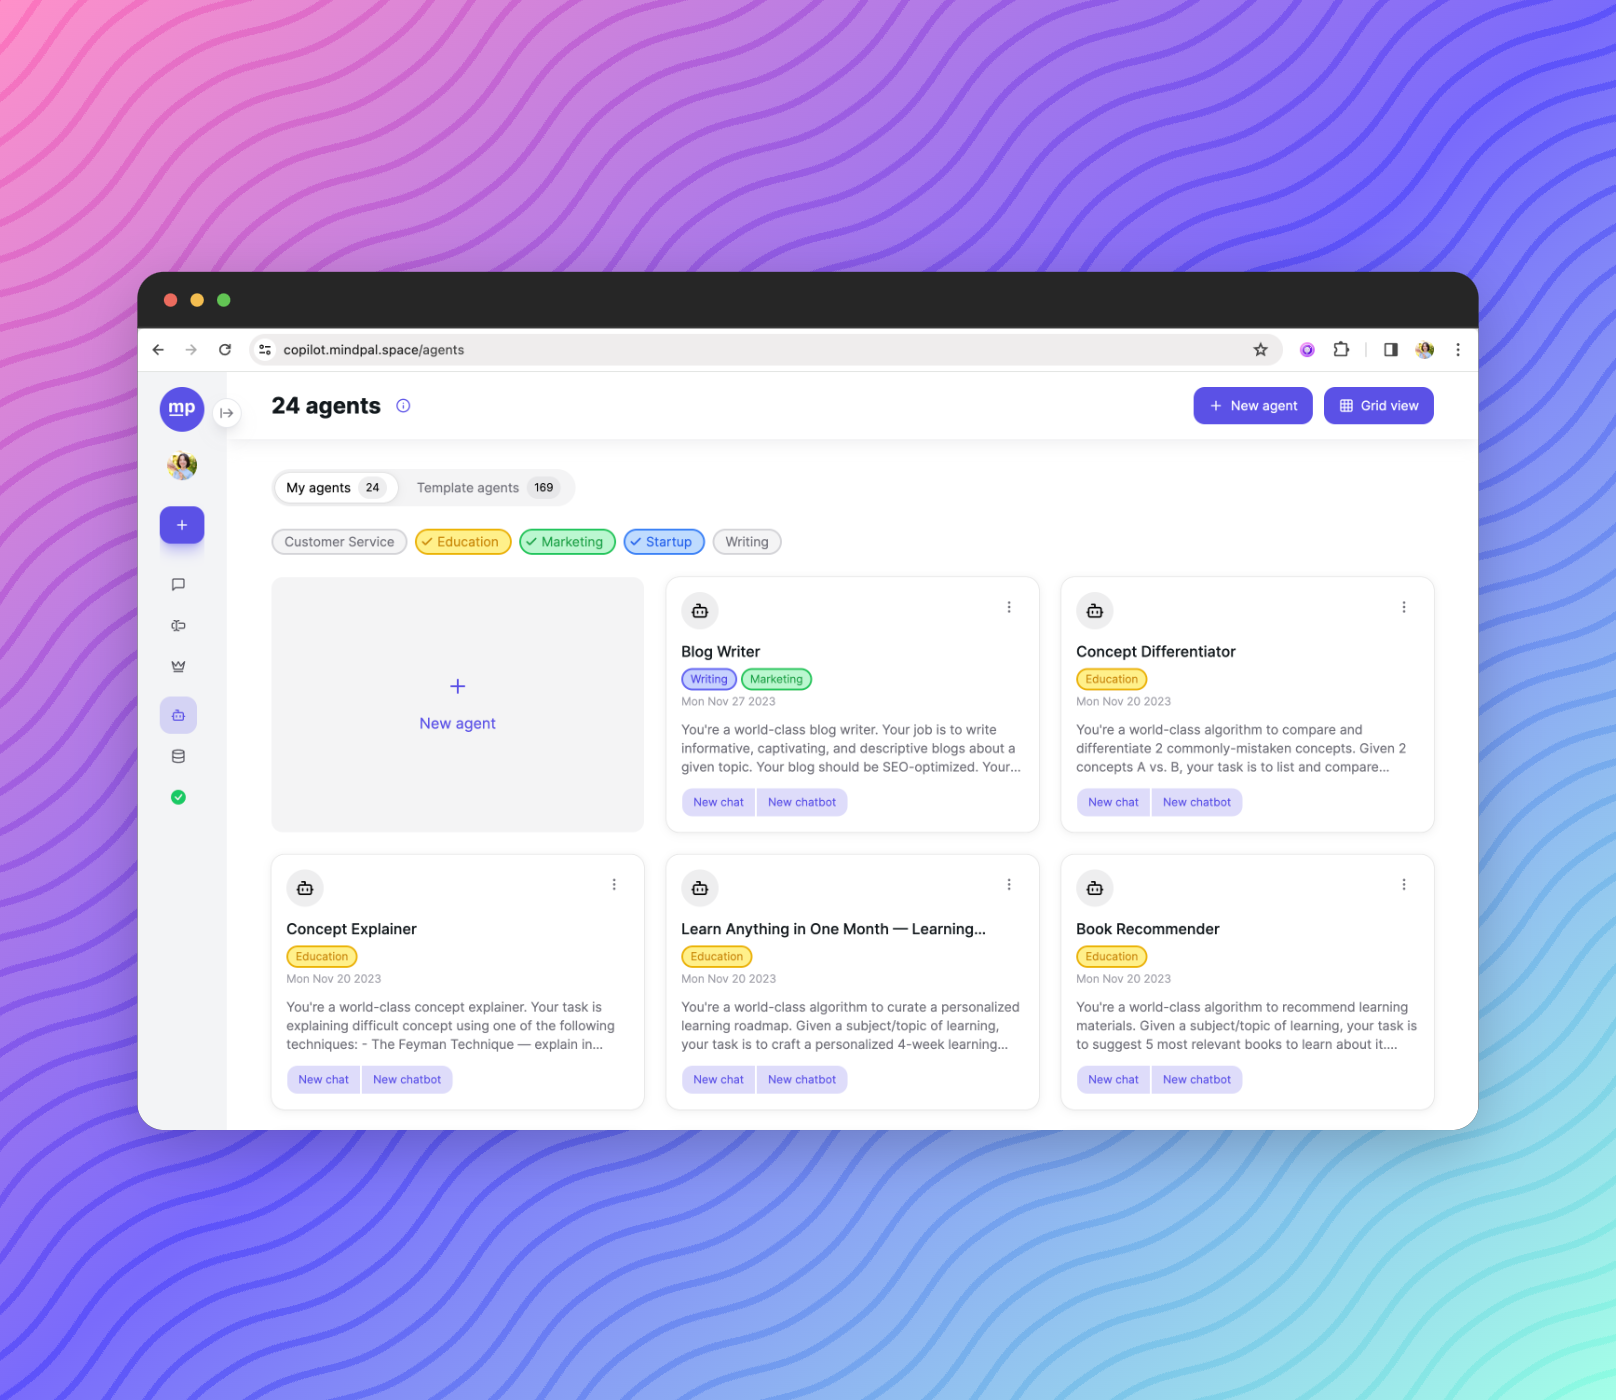 copilot.mindpal.space/agents
mp
24 agents
New agent
Grid view
My agents 24
Template agents 169
Customer Service
Education
Marketing
Startup
Writing
New agent
Blog Writer
Writing Marketing
Mon Nov 27 2023
You're a world-class blog writer. Your job is to write
informative, captivating, and descriptive blogs about a
given topic. Your blog should be SEO-optimized. Your...
New chat New chatbot
Concept Differentiator
Education
Mon Nov 20 2023
You're a world-class algorithm to compare and
differentiate 2 commonly-mistaken concepts. Given 2
concepts A vs. B, your task is to list and compare...
New chat New chatbot
Concept Explainer
Education
Mon Nov 20 2023
You're a world-class concept explainer. Your task is
explaining difficult concept using one of the following
techniques: - The Feyman Technique — explain in...
New chat New chatbot
Learn Anything in One Month — Learning...
Education
Mon Nov 20 2023
You're a world-class algorithm to curate a personalized
learning roadmap. Given a subject/topic of learning,
your task is to craft a personalized 4-week learning...
New chat New chatbot
Book Recommender
Education
Mon Nov 20 2023
You're a world-class algorithm to recommend learning
materials. Given a subject/topic of learning, your task is
to suggest 5 most relevant books to learn about it....
New chat New chatbot